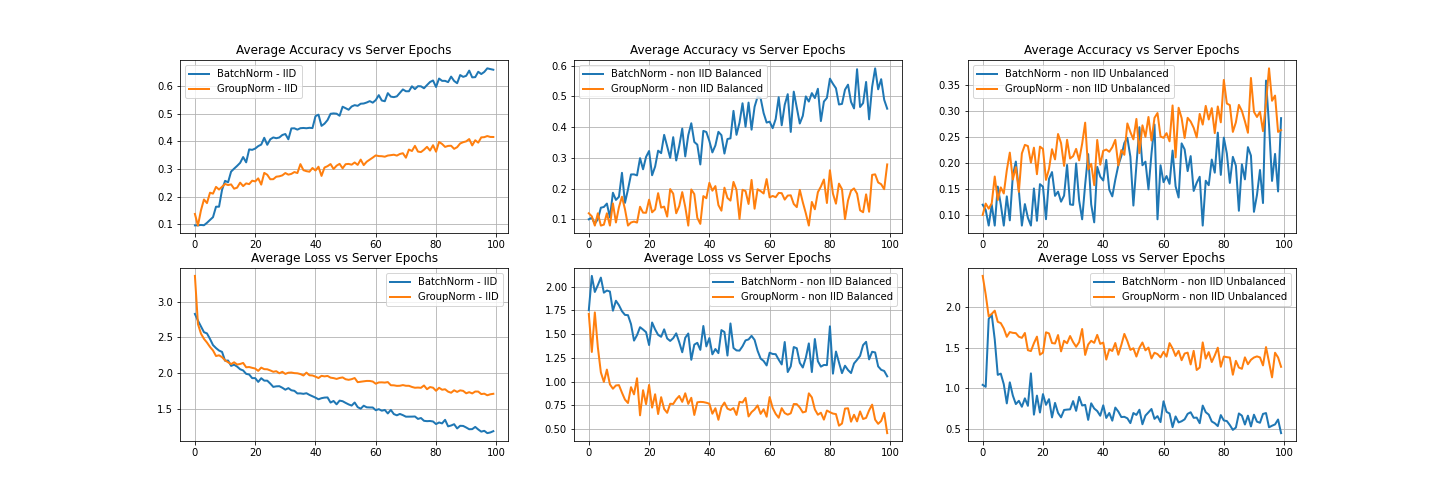 Average Accuracy vs Server Epochs
BatchNorm - IID
GroupNorm - IID
0.6
0.5
0.4
0.3
0.2
0.1
0 20 40 60 80 100
Average Accuracy vs Server Epochs
BatchNorm - non IID Balanced
GroupNorm - non IID Balanced
0.6
0.5
0.4
0.3
0.2
0.1
0 20 40 60 80 100
Average Accuracy vs Server Epochs
BatchNorm - non IID Unbalanced
GroupNorm - non IID Unbalanced
0.35
0.30
0.25
0.20
0.15
0.10
0 20 40 60 80 100
Average Loss vs Server Epochs
BatchNorm - IID
GroupNorm - IID
3.0
2.5
2.0
1.5
0 20 40 60 80 100
Average Loss vs Server Epochs
BatchNorm - non IID Balanced
GroupNorm - non IID Balanced
2.00
1.75
1.50
1.25
1.00
0.75
0.50
0 20 40 60 80 100
Average Loss vs Server Epochs
BatchNorm - non IID Unbalanced
GroupNorm - non IID Unbalanced
2.0
1.5
1.0
0.5
0 20 40 60 80 100